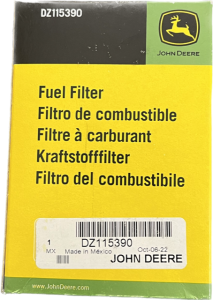 DZ115390
JOHN DEERE
Fuel Filter
Filtro de combustible
Filtre à carburant
Kraftstofffilter
Filtro del combustibile
1 DZ115390
MX Made in México Oct-06-22
JOHN DEERE
www.JohnDeere.com